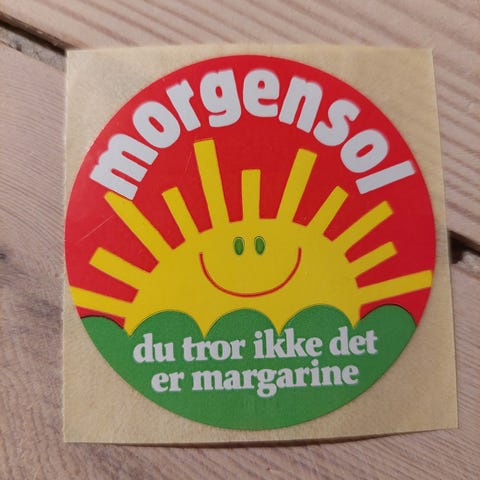 morgensol
du tror ikke det
er margarine